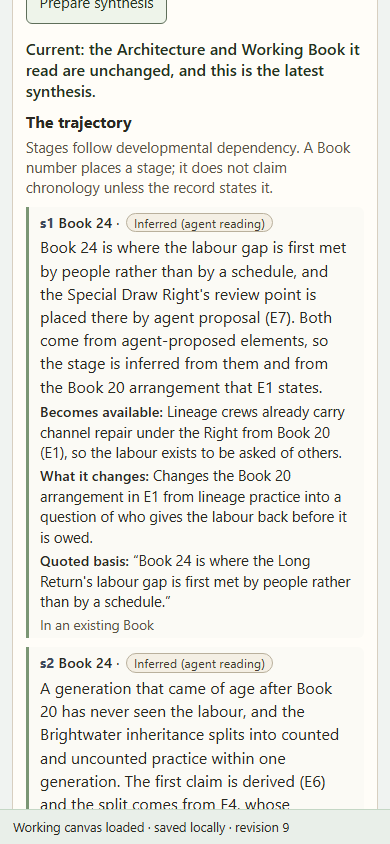 Prepare synthesis
Current: the Architecture and Working Book it
read are unchanged, and this is the latest
synthesis.
The trajectory
Stages follow developmental dependency. A Book
number places a stage; it does not claim
chronology unless the record states it.
s1 Book 24 · Inferred (agent reading)
Book 24 is where the labour gap is first met
by people rather than by a schedule, and
the Special Draw Right's review point is
placed there by agent proposal (E7). Both
come from agent-proposed elements, so
the stage is inferred from them and from
the Book 20 arrangement that E1 states.
Becomes available: Lineage crews already carry
channel repair under the Right from Book 20
(E1), so the labour exists to be asked of others.
What it changes: Changes the Book 20
arrangement in E1 from lineage practice into a
question of who gives the labour back before it
is owed.
Quoted basis: “Book 24 is where the Long
Return's labour gap is first met by people rather
than by a schedule.”
In an existing Book
s2 Book 24 · Inferred (agent reading)
A generation that came of age after Book
20 has never seen the labour, and the
Brightwater inheritance splits into counted
and uncounted practice within one
generation. The first claim is derived (E6)
and the split comes from F4, whose
Working canvas loaded · saved locally · revision 9